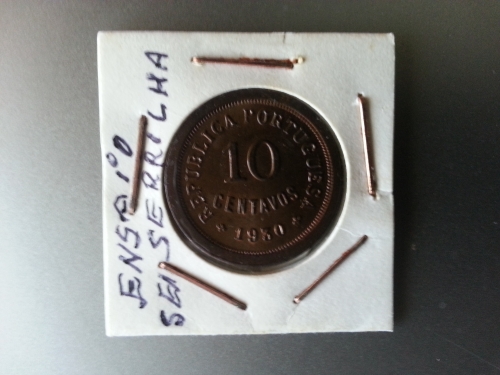 ENSAIO
SEM SERRILHA
REPUBLICA PORTUGUESA
10
CENTAVOS
* 1930 *